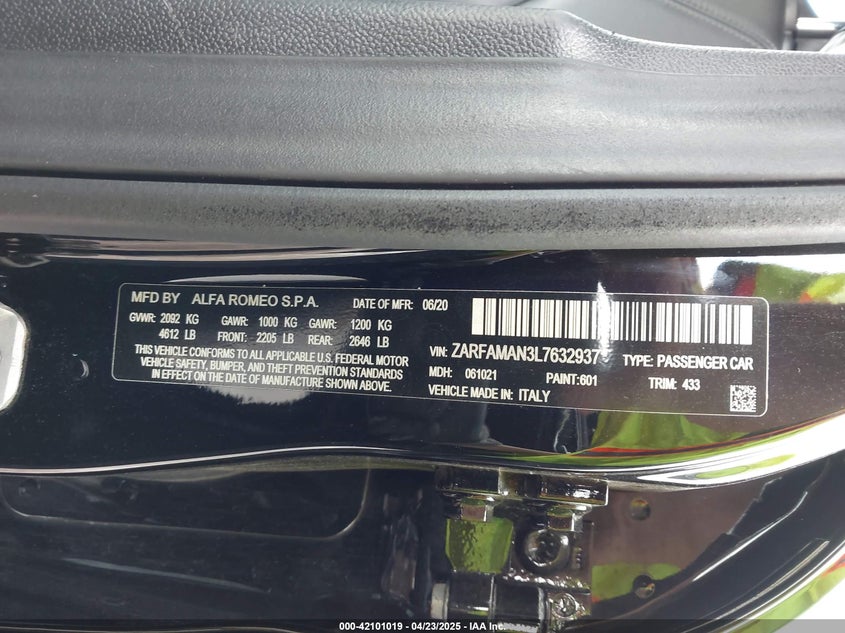 MFD BY ALFA ROMEO S.P.A. DATE OF MFR: 06/20
GVWR: 2092 KG GAWR: 1000 KG GAWR: 1200 KG
4612 LB FRONT: 2205 LB REAR: 2646 LB
THIS VEHICLE CONFORMS TO ALL APPLICABLE U.S. FEDERAL MOTOR
VEHICLE SAFETY, BUMPER, AND THEFT PREVENTION STANDARDS
IN EFFECT ON THE DATE OF MANUFACTURE SHOWN ABOVE.
VIN: ZARFAMAN3L7632937 TYPE: PASSENGER CAR
MDH: 061021 PAINT:601 TRIM: 433
VEHICLE MADE IN: ITALY
000-42101019 - 04/23/2025 - IAA Inc.